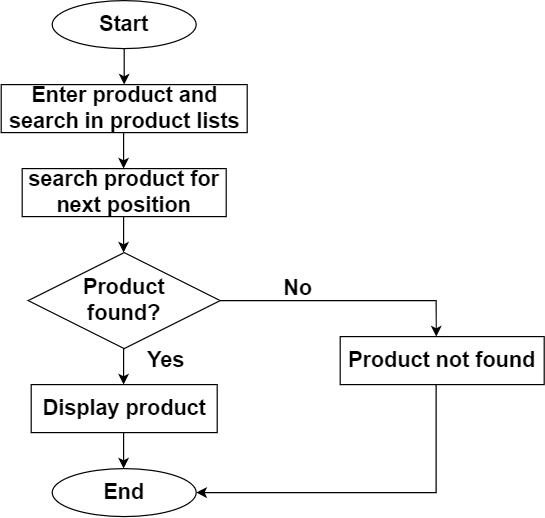 Start
Enter product and
search in product lists
search product for
next position
Product
found?
No
Yes
Product not found
Display product
End